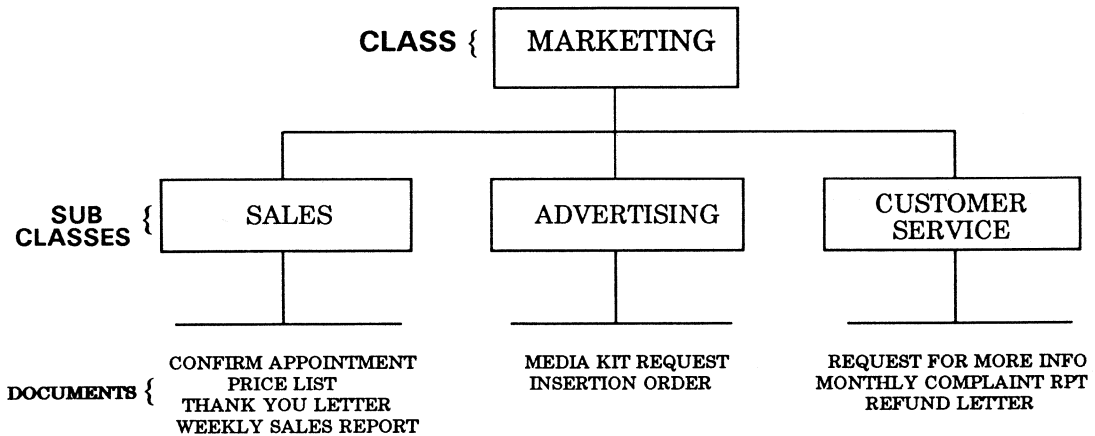 CLASS { MARKETING
SUB
CLASSES {
SALES
ADVERTISING
CUSTOMER
SERVICE
DOCUMENTS {
CONFIRM APPOINTMENT
PRICE LIST
THANK YOU LETTER
WEEKLY SALES REPORT
MEDIA KIT REQUEST
INSERTION ORDER
REQUEST FOR MORE INFO
MONTHLY COMPLAINT RPT
REFUND LETTER